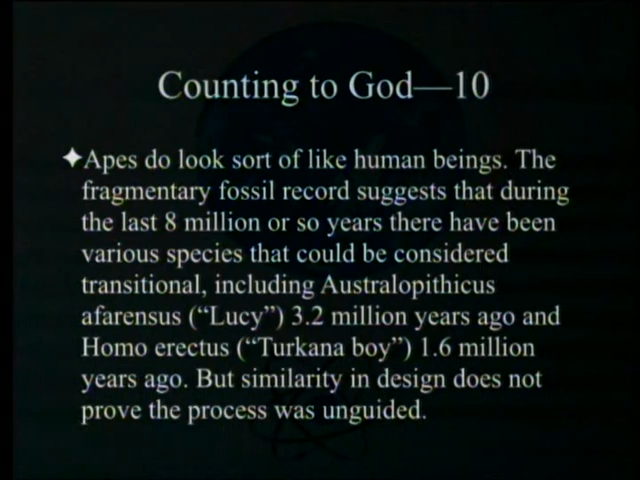 Counting to God—10
✦Apes do look sort of like human beings. The
fragmentary fossil record suggests that during
the last 8 million or so years there have been
various species that could be considered
transitional, including Australopithicus
afarensus (“Lucy”) 3.2 million years ago and
Homo erectus (“Turkana boy”) 1.6 million
years ago. But similarity in design does not
prove the process was unguided.